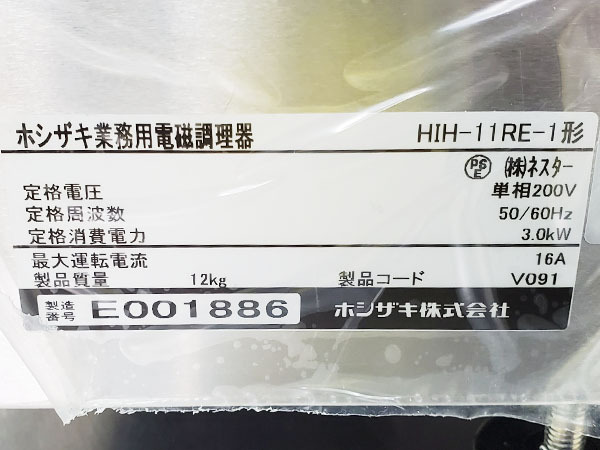 ホシザキ業務用電磁調理器 HIH-11RE-1形
PSE (株)ネスター
定格電圧 単相200V
定格周波数 50/60Hz
定格消費電力 3.0kW
最大運転電流 16A
製品質量 12kg 製品コード V091
製造番号 E001886 ホシザキ株式会社